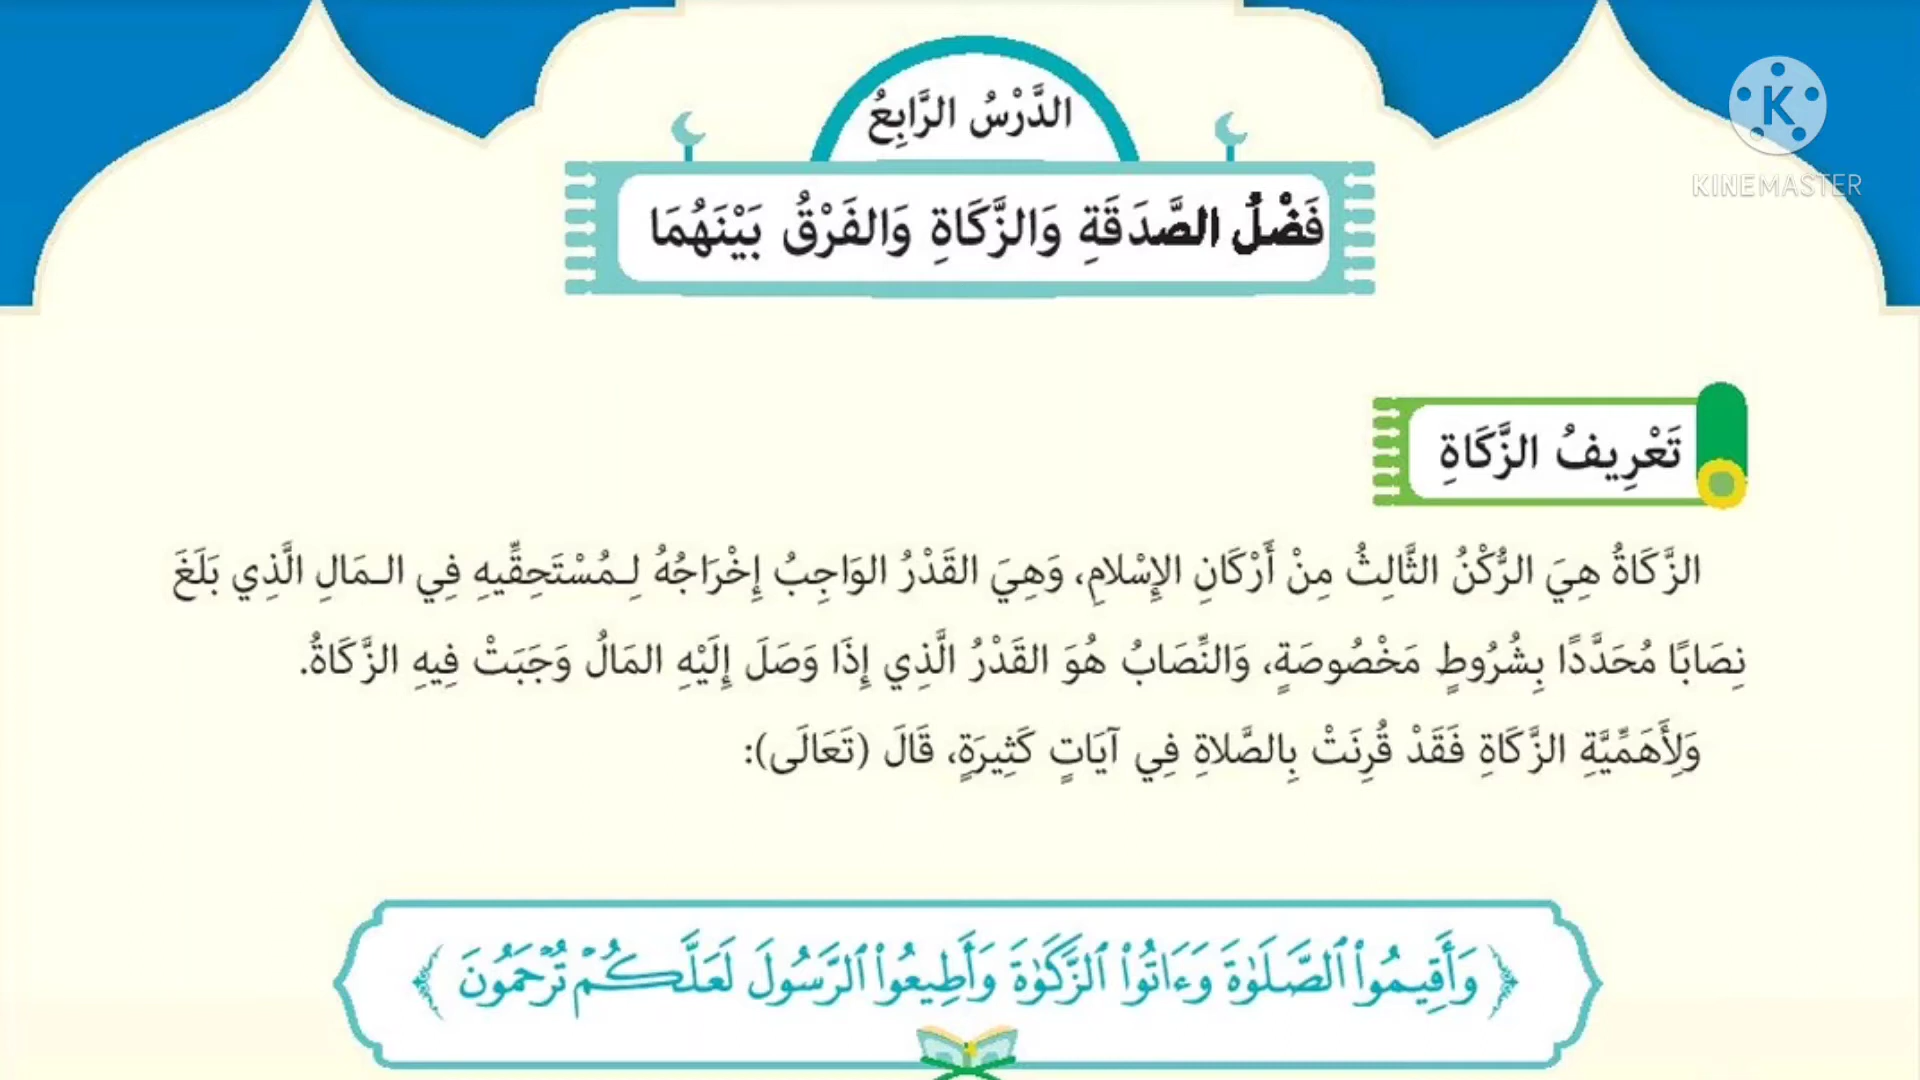 الدَّرْسُ الرَّابِعُ
فَضْلُ الصَّدَقَةِ وَالزَّكَاةِ وَالفَرْقُ بَيْنَهُمَا
KINEMASTER
تَعْرِيفُ الزَّكَاةِ
الزَّكَاةُ هِيَ الرُّكْنُ الثَّالِثُ مِنْ أَرْكَانِ الإِسْلامِ، وَهِيَ القَدْرُ الوَاجِبُ إِخْرَاجُهُ لِـمُسْتَحِقِّيهِ فِي الـمَالِ الَّذِي بَلَغَ
نِصَابًا مُحَدَّدًا بِشُرُوطٍ مَخْصُوصَةٍ، وَالنِّصَابُ هُوَ القَدْرُ الَّذِي إِذَا وَصَلَ إِلَيْهِ المَالُ وَجَبَتْ فِيهِ الزَّكَاةُ.
وَلِأَهَمِّيَّةِ الزَّكَاةِ فَقَدْ قُرِنَتْ بِالصَّلاةِ فِي آيَاتٍ كَثِيرَةٍ، قَالَ (تَعَالَى):
﴿وَأَقِيمُوا۟ ٱلصَّلَوٰةَ وَءَاتُوا۟ ٱلزَّكَوٰةَ وَأَطِيعُوا۟ ٱلرَّسُولَ لَعَلَّكُمْ تُرْحَمُونَ﴾